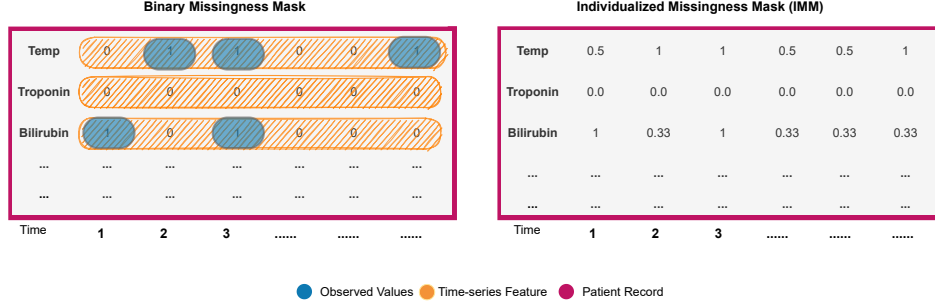 Binary Missingness Mask
Temp 0 1 1 0 0 1
Troponin 0 0 0 0 0 0
Bilirubin 1 0 1 0 0 0
... ... ... ... ... ... ...
... ... ... ... ... ... ...
Time 1 2 3 ...... ...... ......
Individualized Missingness Mask (IMM)
Temp 0.5 1 1 0.5 0.5 1
Troponin 0.0 0.0 0.0 0.0 0.0 0.0
Bilirubin 1 0.33 1 0.33 0.33 0.33
... ... ... ... ... ... ...
... ... ... ... ... ... ...
Time 1 2 3 ...... ...... ......
Observed Values Time-series Feature Patient Record